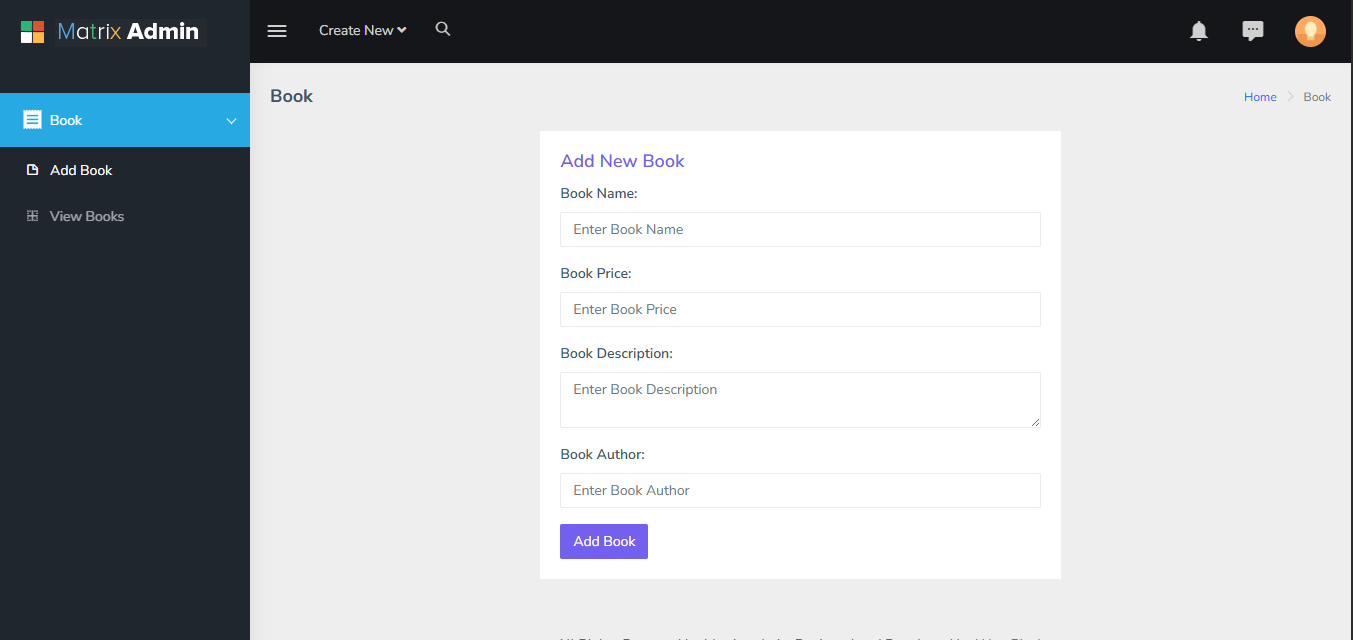 Matrix Admin
Create New
Book
Add Book
View Books
Book
Home
Book
Add New Book
Book Name:
Enter Book Name
Book Price:
Enter Book Price
Book Description:
Enter Book Description
Book Author:
Enter Book Author
Add Book